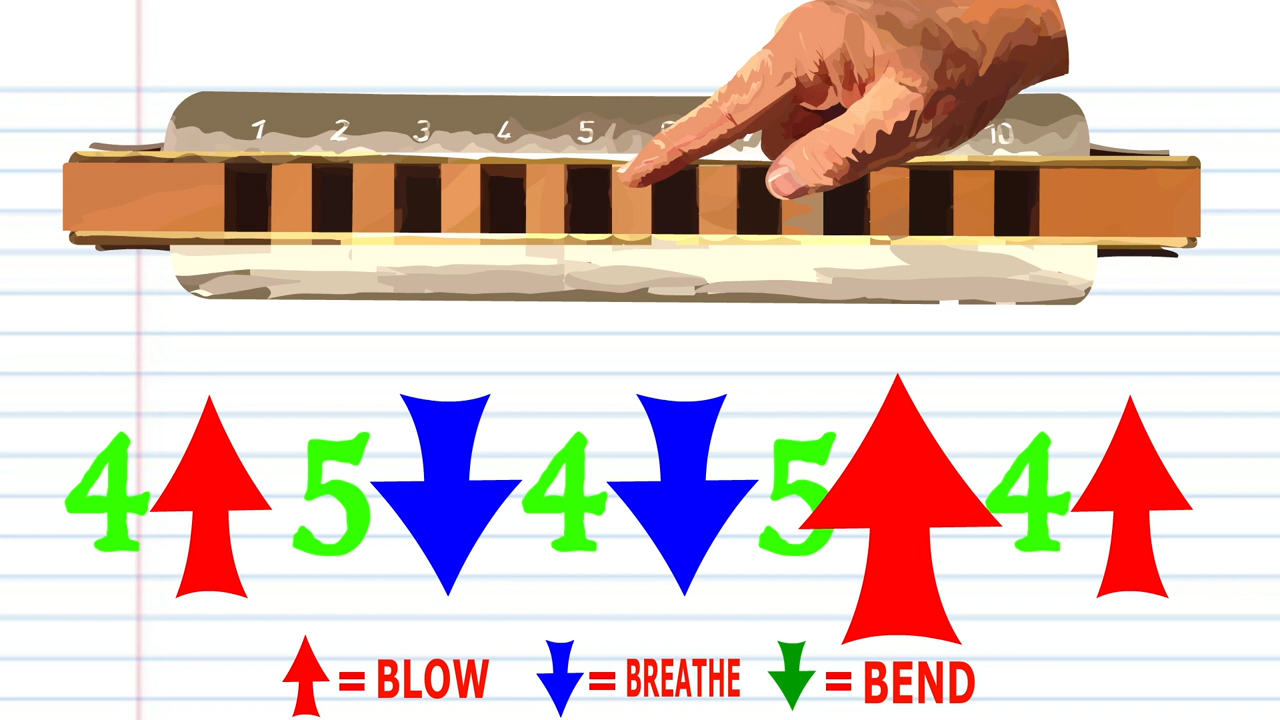 1 2 3 4 5 10
4 5 4 5 4
= BLOW = BREATHE = BEND